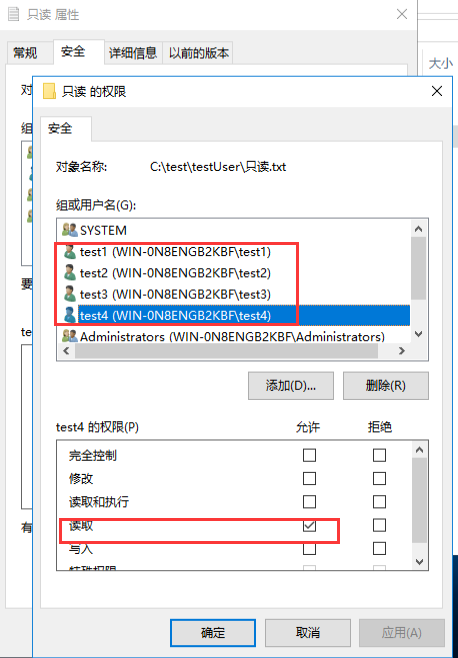 只读 属性
常规 安全 详细信息 以前的版本
大小
对
组
只读 的权限
安全
对象名称: C:\test\testUser\只读.txt
组或用户名(G):
SYSTEM
test1 (WIN-0N8ENGB2KBF\test1)
test2 (WIN-0N8ENGB2KBF\test2)
test3 (WIN-0N8ENGB2KBF\test3)
test4 (WIN-0N8ENGB2KBF\test4)
Administrators (WIN-0N8ENGB2KBF\Administrators)
要
添加(D)... 删除(R)
te
test4 的权限(P) 允许 拒绝
完全控制
修改
读取和执行
读取
有
写入
特殊权限
确定 取消 应用(A)